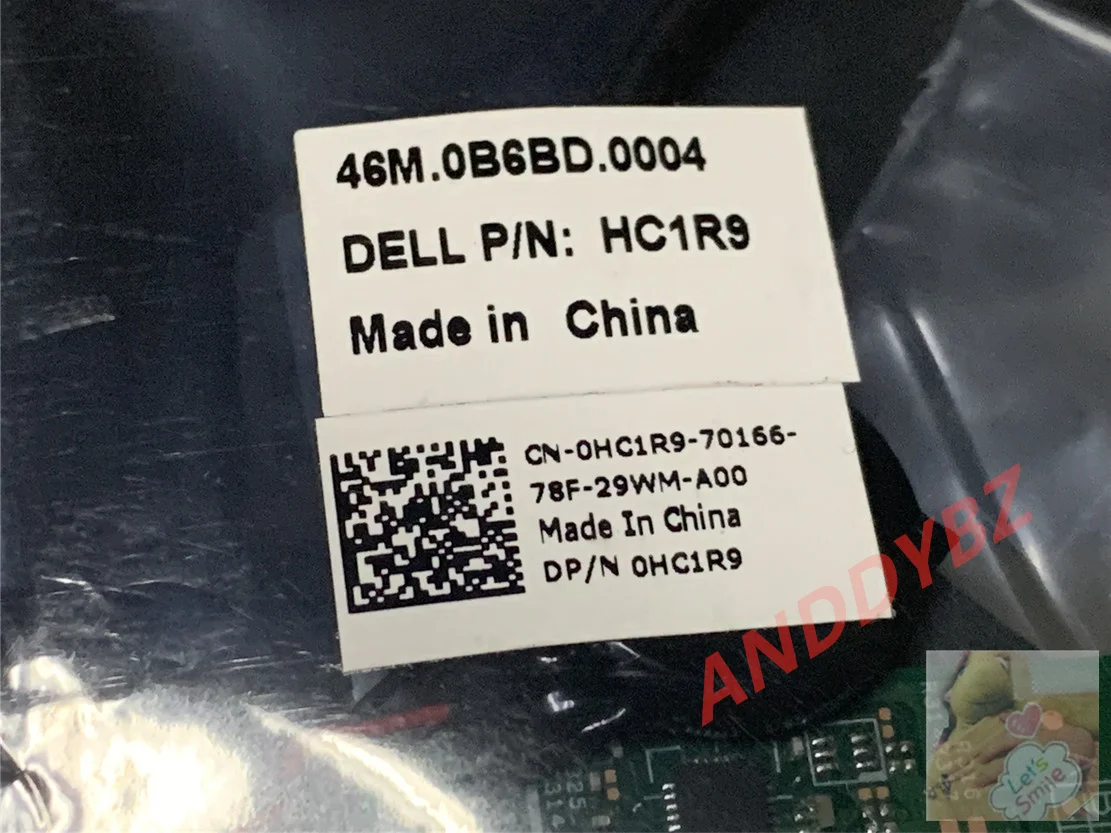 46M.0B6BD.0004
DELL P/N: HC1R9
Made in China
CN-0HC1R9-70166-
78F-29WM-A00
Made In China
DP/N 0HC1R9
ANDDYBZ
Let's
Smile